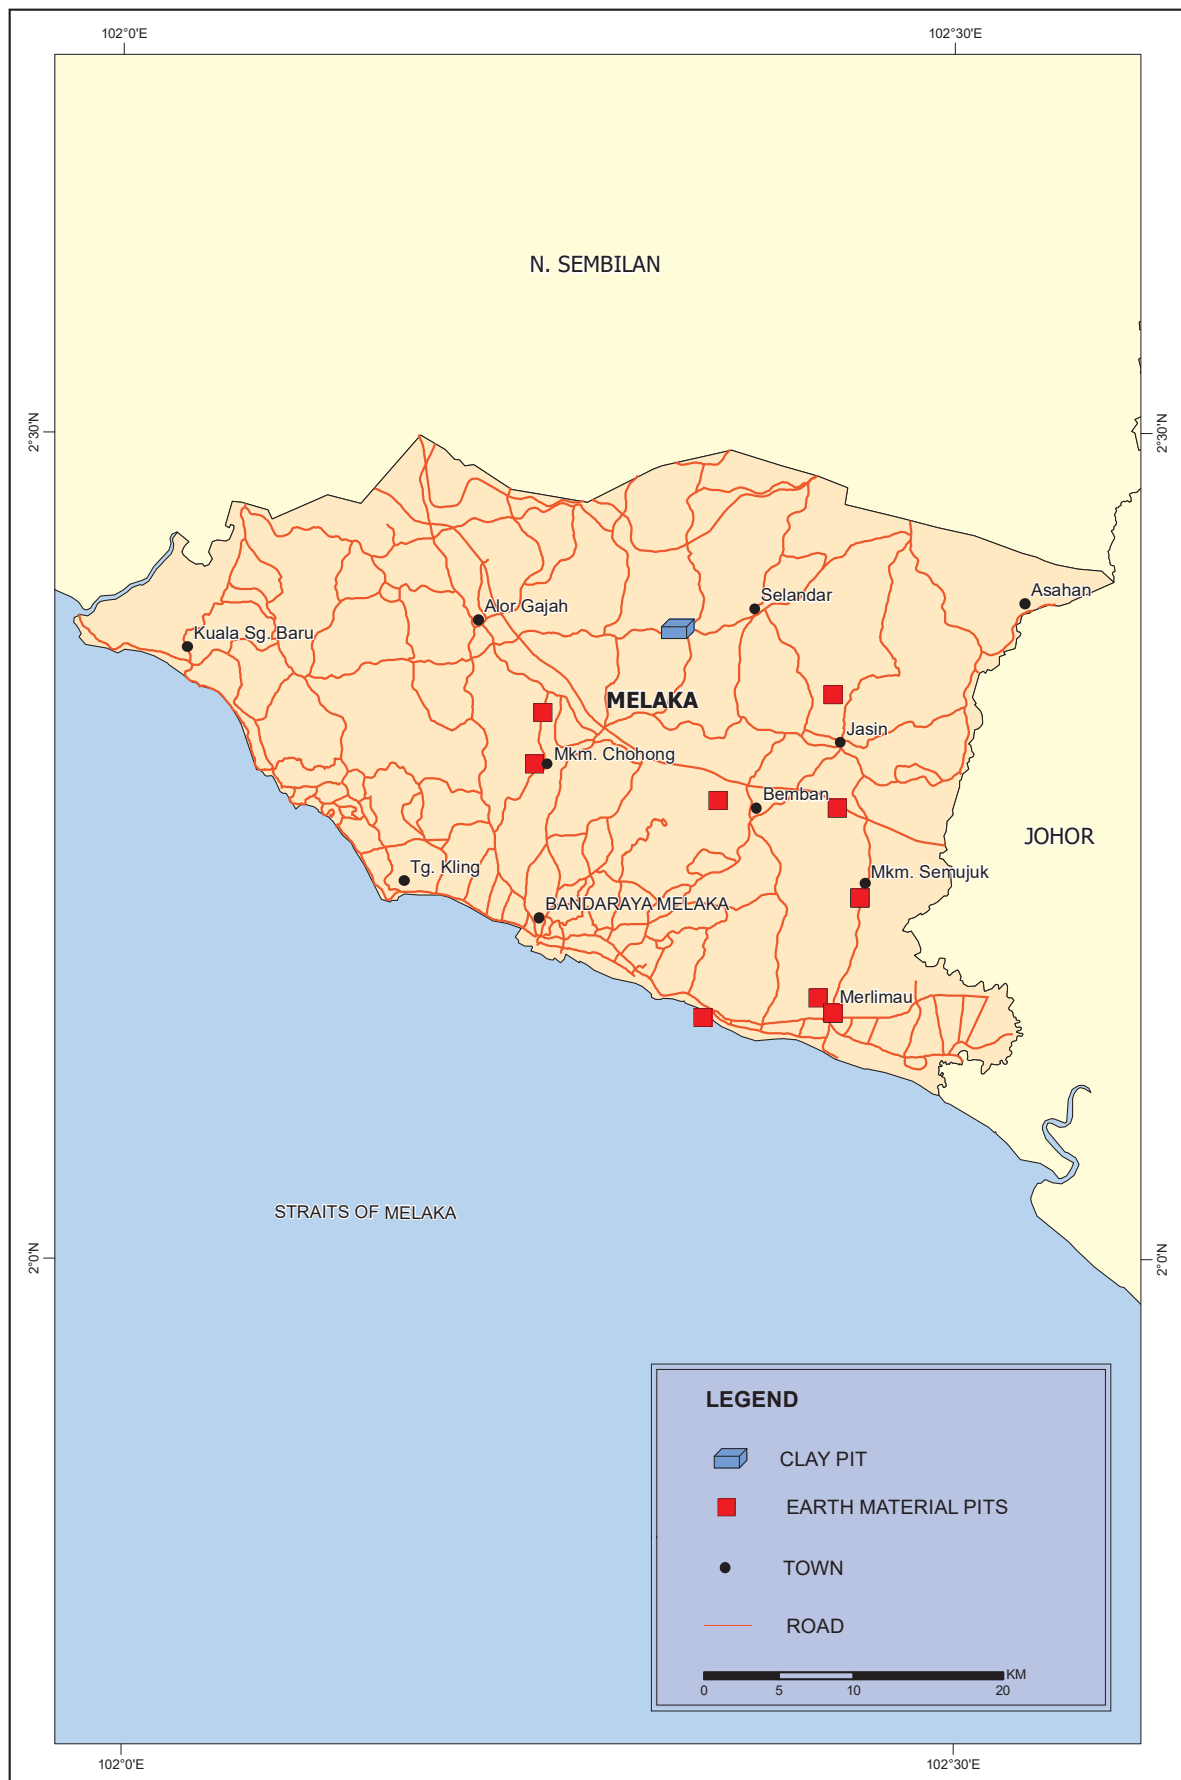 102°0'E
102°30'E
N. SEMBILAN
2°30'N
2°30'N
Asahan
Selandar
Alor Gajah
Kuala Sg. Baru
MELAKA
Jasin
Mkm. Chohong
Bemban
JOHOR
Tg. Kling
Mkm. Semujuk
BANDARAYA MELAKA
Merlimau
STRAITS OF MELAKA
2°0'N
2°0'N
LEGEND
CLAY PIT
EARTH MATERIAL PITS
TOWN
ROAD
KM
0 5 10 20
102°0'E
102°30'E